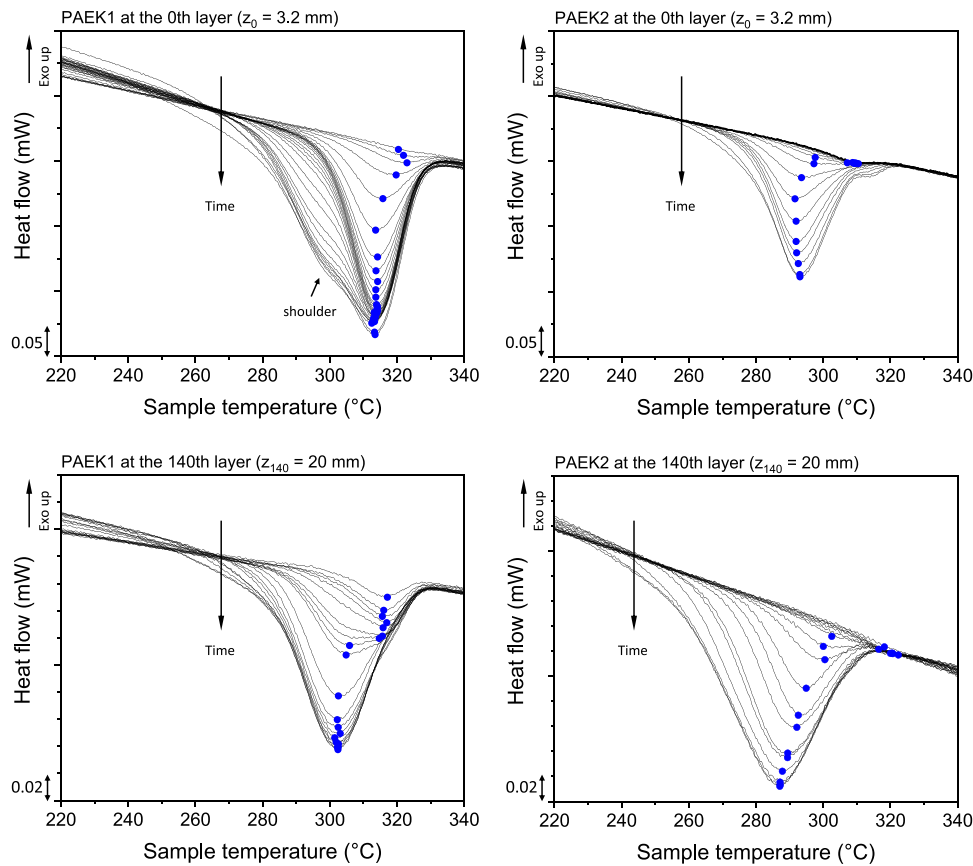 PAEK1 at the 0th layer (z0 = 3.2 mm)
Exo up
Heat flow (mW)
Time
shoulder
0.05
220 240 260 280 300 320 340
Sample temperature (°C)
PAEK2 at the 0th layer (z0 = 3.2 mm)
Exo up
Heat flow (mW)
Time
0.05
220 240 260 280 300 320 340
Sample temperature (°C)
PAEK1 at the 140th layer (z140 = 20 mm)
Exo up
Heat flow (mW)
Time
0.02
220 240 260 280 300 320 340
Sample temperature (°C)
PAEK2 at the 140th layer (z140 = 20 mm)
Exo up
Heat flow (mW)
Time
0.02
220 240 260 280 300 320 340
Sample temperature (°C)